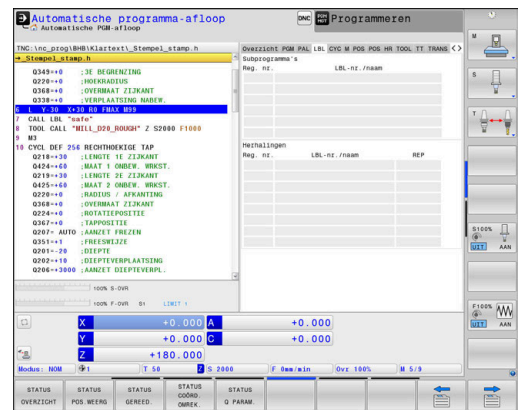 Automatische programma-afloop
Automatische PGM-afloop
DNC
Programmeren
TNC:\nc_prog\BHB\Klartext\_Stempel_stamp.h
→_Stempel_stamp.h
Q349=+0 ;3E BEGRENZING
Q220=+0 ;HOEKRADIUS
Q368=+0 ;OVERMAAT ZIJKANT
Q338=+0 ;VERPLAATSING NABEW.
6 L Y-30 X+30 R0 FMAX M99
7 CALL LBL "safe"
8 TOOL CALL "MILL_D20_ROUGH" Z S2000 F1000
9 M3
10 CYCL DEF 256 RECHTHOEKIGE TAP
Q218=+30 ;LENGTE 1E ZIJKANT
Q424=+60 ;MAAT 1 ONBEW. WRKST.
Q219=+30 ;LENGTE 2E ZIJKANT
Q425=+60 ;MAAT 2 ONBEW. WRKST.
Q220=+0 ;RADIUS / AFKANTING
Q368=+0 ;OVERMAAT ZIJKANT
Q224=+0 ;ROTATIEPOSITIE
Q367=+0 ;TAPPOSITIE
Q207= AUTO ;AANZET FREZEN
Q351=+1 ;FREESWIJZE
Q201=-20 ;DIEPTE
Q202=+10 ;DIEPTEVERPLAATSING
Q206=+3000 ;AANZET DIEPTEVERPL.
Overzicht PGM PAL LBL CYC M POS POS HR TOOL TT TRANS
Subprogramma's
Reg. nr. LBL-nr./naam
Herhalingen
Reg. nr. LBL-nr./naam REP
100% S-OVR
100% F-OVR S1 LIMIT 1
X +0.000 A +0.000
Y +0.000 C +0.000
Z +180.000
Modus: NOM 1 T 50 Z S 2000 F 0mm/min Ovr 100% M 5/9
STATUS OVERZICHT
STATUS POS.WEERG
STATUS GEREED.
STATUS COÖRD. OMREK.
STATUS Q PARAM.
M
S
T
S100%
UIT AAN
F100%
UIT AAN